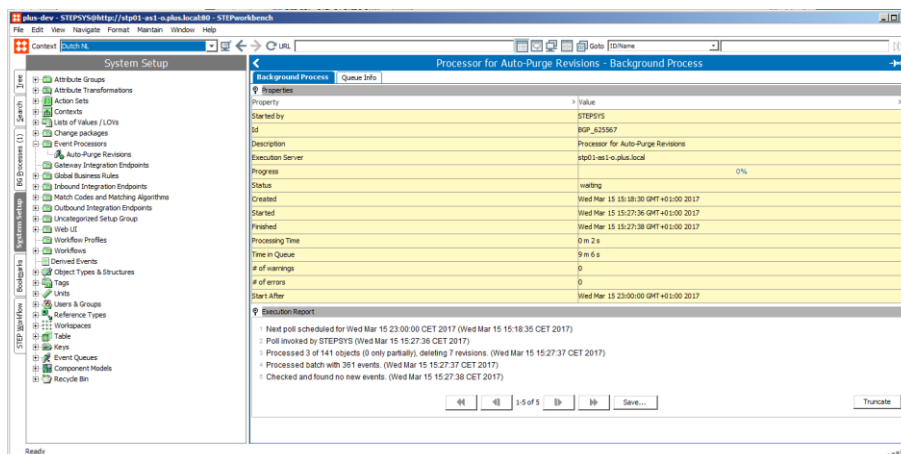 plus-dev - STEPSYS@http://stp01-as1-o.plus.local:80 - STEPworkbench
File Edit View Navigate Format Maintain Window Help
Context Dutch NL URL Goto ID/Name
System Setup
Processor for Auto-Purge Revisions - Background Process
Tree
Search
BG Processes (1)
System Setup
Bookmarks
STEP Workflow
Attribute Groups
Attribute Transformations
Action Sets
Contexts
Lists of Values / LOVs
Change packages
Event Processors
Auto-Purge Revisions
Gateway Integration Endpoints
Global Business Rules
Inbound Integration Endpoints
Match Codes and Matching Algorithms
Outbound Integration Endpoints
Uncategorized Setup Group
Web UI
Workflow Profiles
Workflows
Derived Events
Object Types & Structures
Tags
Units
Users & Groups
Reference Types
Workspaces
Table
Keys
Event Queues
Component Models
Recycle Bin
Background Process Queue Info
Properties
Property > Value >
Started by STEPSYS
Id BGP_625567
Description Processor for Auto-Purge Revisions
Execution Server stp01-as1-o.plus.local
Progress 0%
Status waiting
Created Wed Mar 15 15:18:30 GMT+01:00 2017
Started Wed Mar 15 15:27:36 GMT+01:00 2017
Finished Wed Mar 15 15:27:38 GMT+01:00 2017
Processing Time 0 m 2 s
Time in Queue 9 m 6 s
# of warnings 0
# of errors 0
Start After Wed Mar 15 23:00:00 GMT+01:00 2017
Execution Report
1 Next poll scheduled for Wed Mar 15 23:00:00 CET 2017 (Wed Mar 15 15:18:35 CET 2017)
2 Poll invoked by STEPSYS (Wed Mar 15 15:27:36 CET 2017)
3 Processed 3 of 141 objects (0 only partially), deleting 7 revisions. (Wed Mar 15 15:27:37 CET 2017)
4 Processed batch with 361 events. (Wed Mar 15 15:27:37 CET 2017)
5 Checked and found no new events. (Wed Mar 15 15:27:38 CET 2017)
1-5 of 5 Save... Truncate
Ready